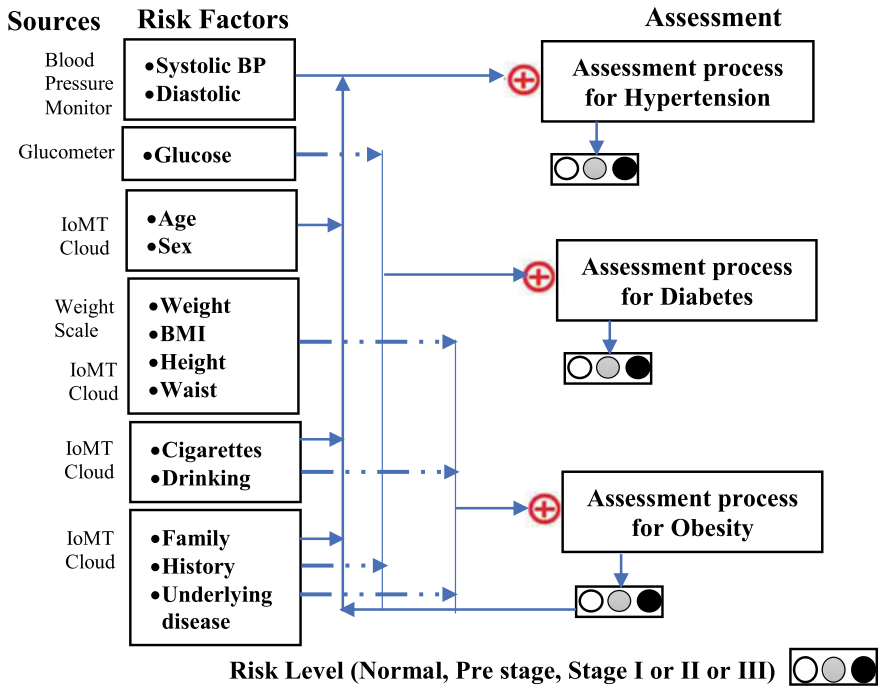 Sources
Risk Factors
Assessment
Blood
Pressure
Monitor
•Systolic BP
•Diastolic
Assessment process
for Hypertension
Glucometer
•Glucose
IoMT
Cloud
•Age
•Sex
Assessment process
for Diabetes
Weight
Scale
IoMT
Cloud
•Weight
•BMI
•Height
•Waist
IoMT
Cloud
•Cigarettes
•Drinking
Assessment process
for Obesity
IoMT
Cloud
•Family
•History
•Underlying
disease
Risk Level (Normal, Pre stage, Stage I or II or III)